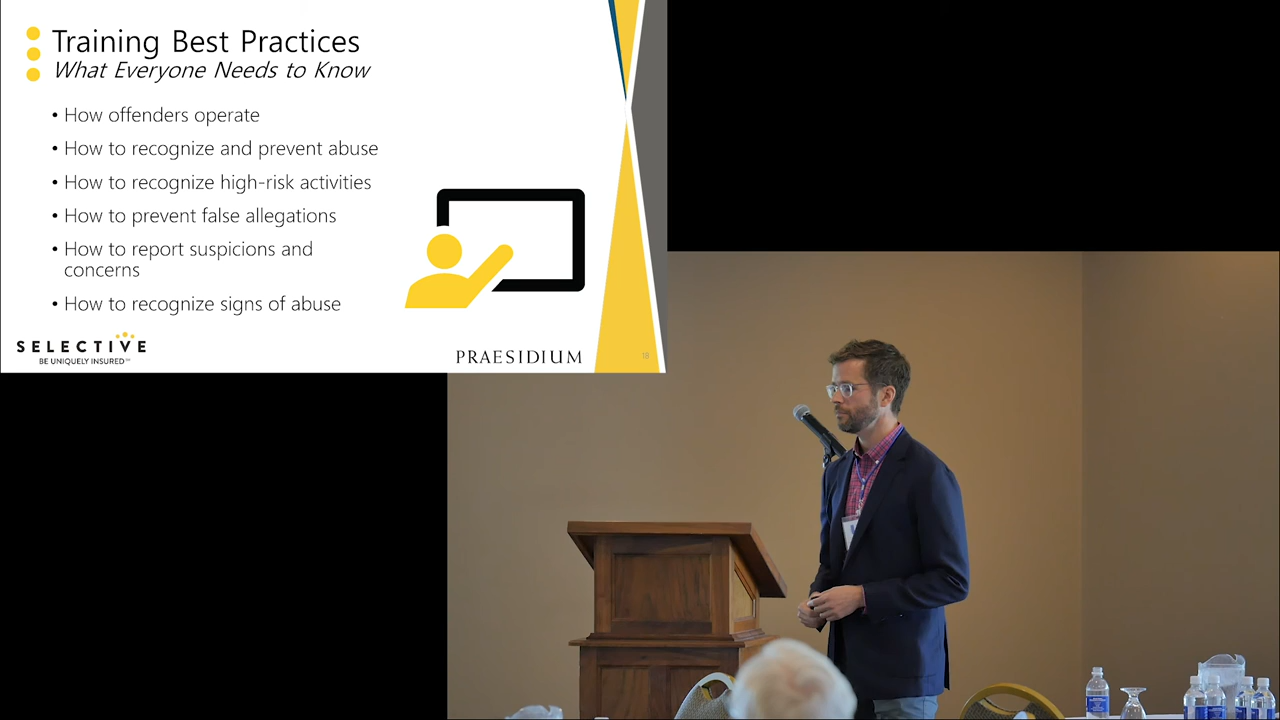 Training Best Practices
What Everyone Needs to Know
• How offenders operate
• How to recognize and prevent abuse
• How to recognize high-risk activities
• How to prevent false allegations
• How to report suspicions and
concerns
• How to recognize signs of abuse
SELECTIVE
BE UNIQUELY INSURED
PRAESIDIUM
18